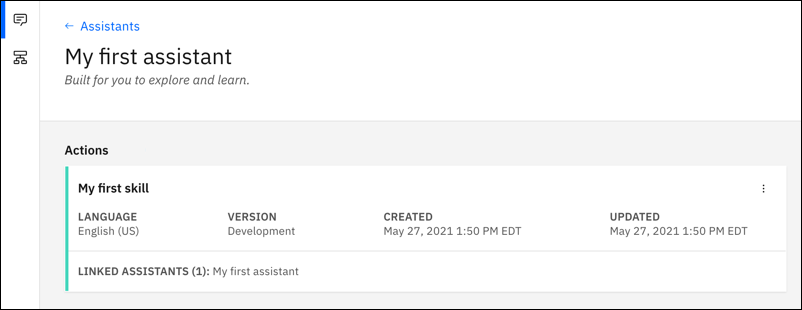 ← Assistants
My first assistant
Built for you to explore and learn.
Actions
My first skill
LANGUAGE VERSION CREATED UPDATED
English (US) Development May 27, 2021 1:50 PM EDT May 27, 2021 1:50 PM EDT
LINKED ASSISTANTS (1): My first assistant